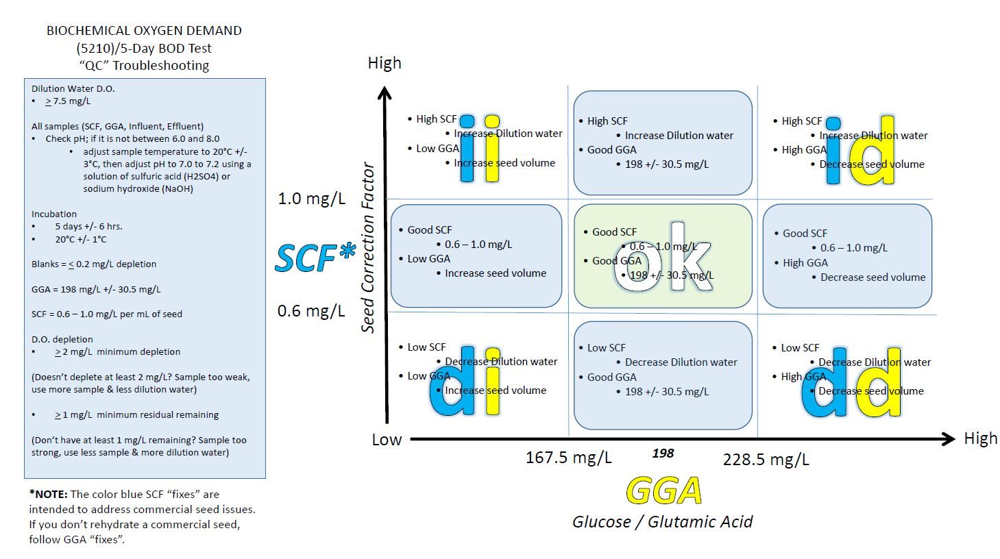 BIOCHEMICAL OXYGEN DEMAND
(5210)/5-Day BOD Test
“QC” Troubleshooting
Dilution Water D.O.
• > 7.5 mg/L
All samples (SCF, GGA, Influent, Effluent)
• Check pH; if it is not between 6.0 and 8.0
• adjust sample temperature to 20°C +/-
3°C, then adjust pH to 7.0 to 7.2 using a
solution of sulfuric acid (H2SO4) or
sodium hydroxide (NaOH)
Incubation
• 5 days +/- 6 hrs.
• 20°C +/- 1°C
Blanks = < 0.2 mg/L depletion
GGA = 198 mg/L +/- 30.5 mg/L
SCF = 0.6 – 1.0 mg/L per mL of seed
D.O. depletion
• > 2 mg/L minimum depletion
(Doesn’t deplete at least 2 mg/L? Sample too weak,
use more sample & less dilution water)
• > 1 mg/L minimum residual remaining
(Don’t have at least 1 mg/L remaining? Sample too
strong, use less sample & more dilution water)
*NOTE: The color blue SCF “fixes” are
intended to address commercial seed issues.
If you don’t rehydrate a commercial seed,
follow GGA “fixes”.
High
1.0 mg/L
SCF*
0.6 mg/L
Seed Correction Factor
Low
ii
• High SCF
• Increase Dilution water
• Low GGA
• Increase seed volume
• High SCF
• Increase Dilution water
• Good GGA
• 198 +/- 30.5 mg/L
id
• High SCF
• Increase Dilution water
• High GGA
• Decrease seed volume
• Good SCF
• 0.6 – 1.0 mg/L
• Low GGA
• Increase seed volume
ok
• Good SCF
• 0.6 – 1.0 mg/L
• Good GGA
• 198 +/- 30.5 mg/L
• Good SCF
• 0.6 – 1.0 mg/L
• High GGA
• Decrease seed volume
di
• Low SCF
• Decrease Dilution water
• Low GGA
• Increase seed volume
• Low SCF
• Decrease Dilution water
• Good GGA
• 198 +/- 30.5 mg/L
dd
• Low SCF
• Decrease Dilution water
• High GGA
• Decrease seed volume
High
167.5 mg/L
198
228.5 mg/L
GGA
Glucose / Glutamic Acid